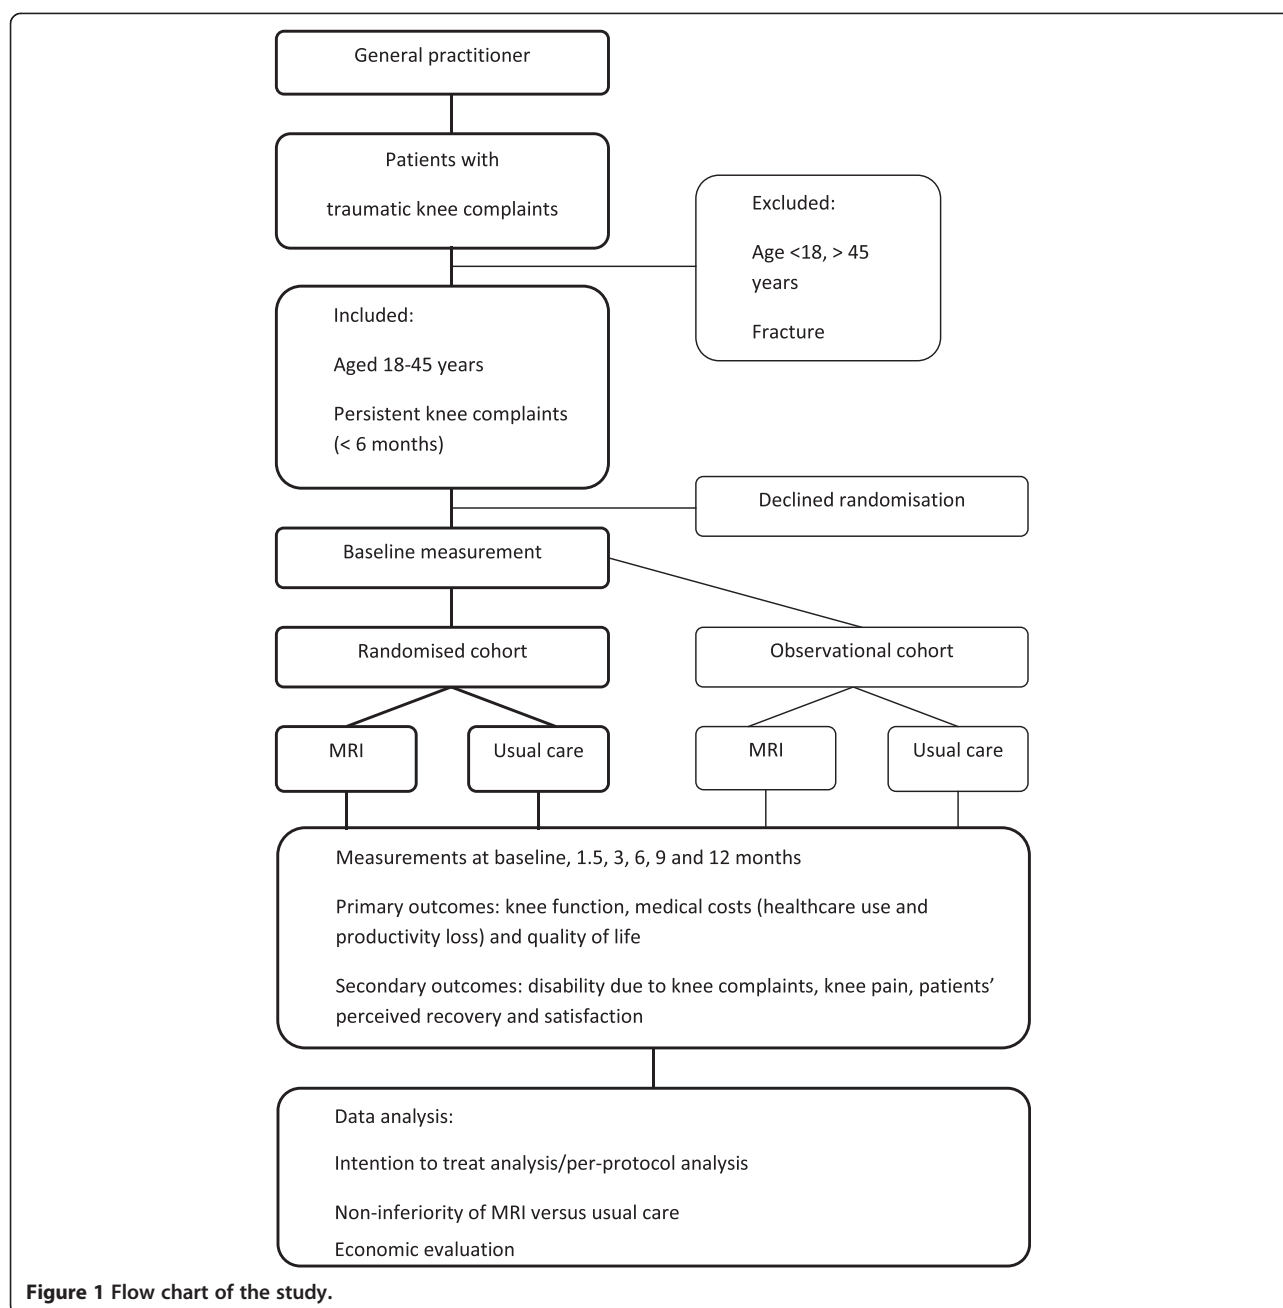 General practitioner
Patients with
traumatic knee complaints
Excluded:
Age <18, > 45
years
Fracture
Included:
Aged 18-45 years
Persistent knee complaints
(< 6 months)
Declined randomisation
Baseline measurement
Randomised cohort
Observational cohort
MRI
Usual care
MRI
Usual care
Measurements at baseline, 1.5, 3, 6, 9 and 12 months
Primary outcomes: knee function, medical costs (healthcare use and
productivity loss) and quality of life
Secondary outcomes: disability due to knee complaints, knee pain, patients’
perceived recovery and satisfaction
Data analysis:
Intention to treat analysis/per-protocol analysis
Non-inferiority of MRI versus usual care
Economic evaluation
Figure 1 Flow chart of the study.